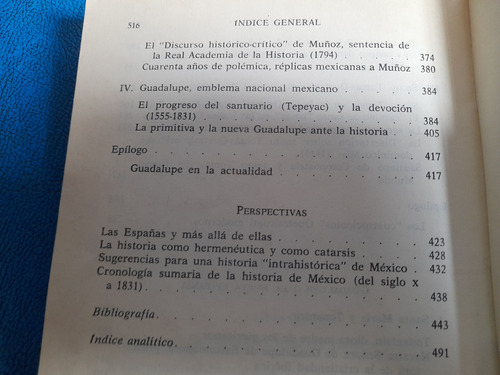 516 INDICE GENERAL
El "Discurso histórico-crítico" de Muñoz, sentencia de
la Real Academia de la Historia (1794) . . . . 374
Cuarenta años de polémica, réplicas mexicanas a Muñoz 380
IV. Guadalupe, emblema nacional mexicano . . . . . . 384
El progreso del santuario (Tepeyac) y la devoción
(1555-1831) . . . . . . . . . . . . 384
La primitiva y la nueva Guadalupe ante la historia . . 405
Epílogo . . . . . . . . . . . . . . . 417
Guadalupe en la actualidad . . . . . . . . . 417
PERSPECTIVAS
Las Españas y más allá de ellas . . . . . . . . 423
La historia como hermenéutica y como catarsis . . . . 428
Sugerencias para una historia "intrahistórica" de México . 432
Cronología sumaria de la historia de México (del siglo X
a 1831) . . . . . . . . . . . . . . . 438
Bibliografía . . . . . . . . . . . . . . 443
Indice analítico . . . . . . . . . . . . . 491